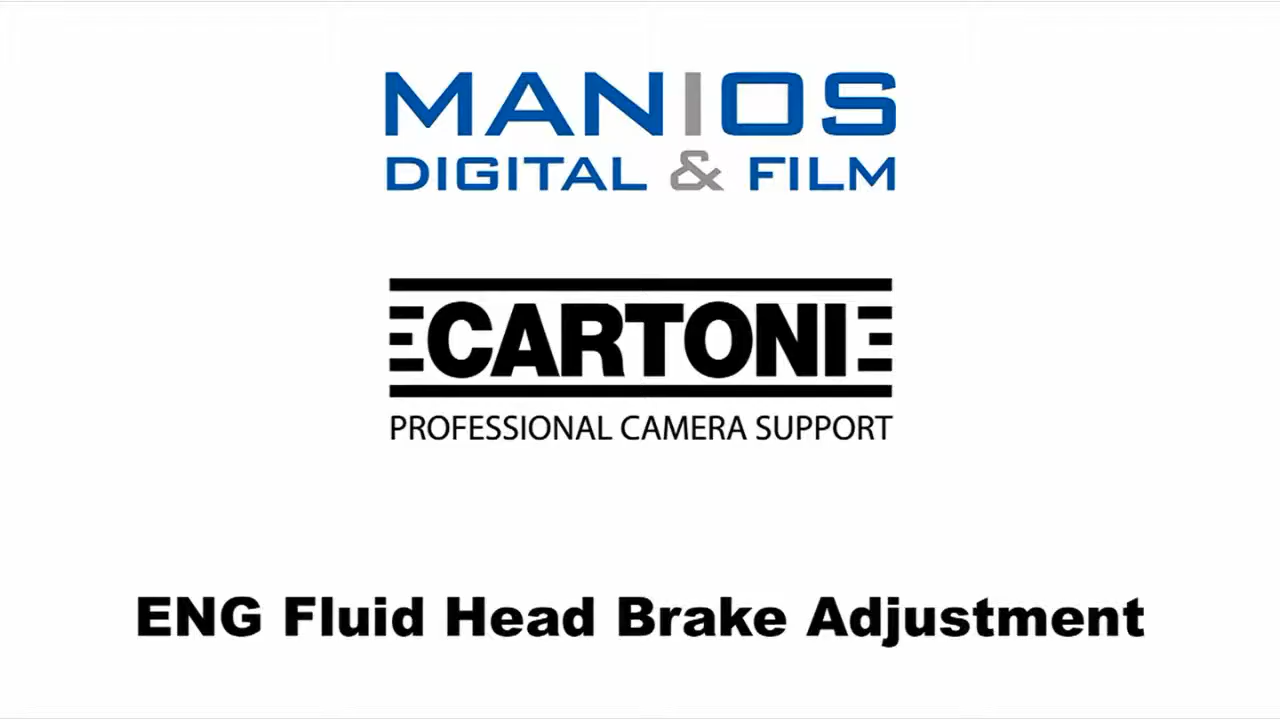 MANIOS
DIGITAL & FILM
CARTONI
PROFESSIONAL CAMERA SUPPORT
ENG Fluid Head Brake Adjustment